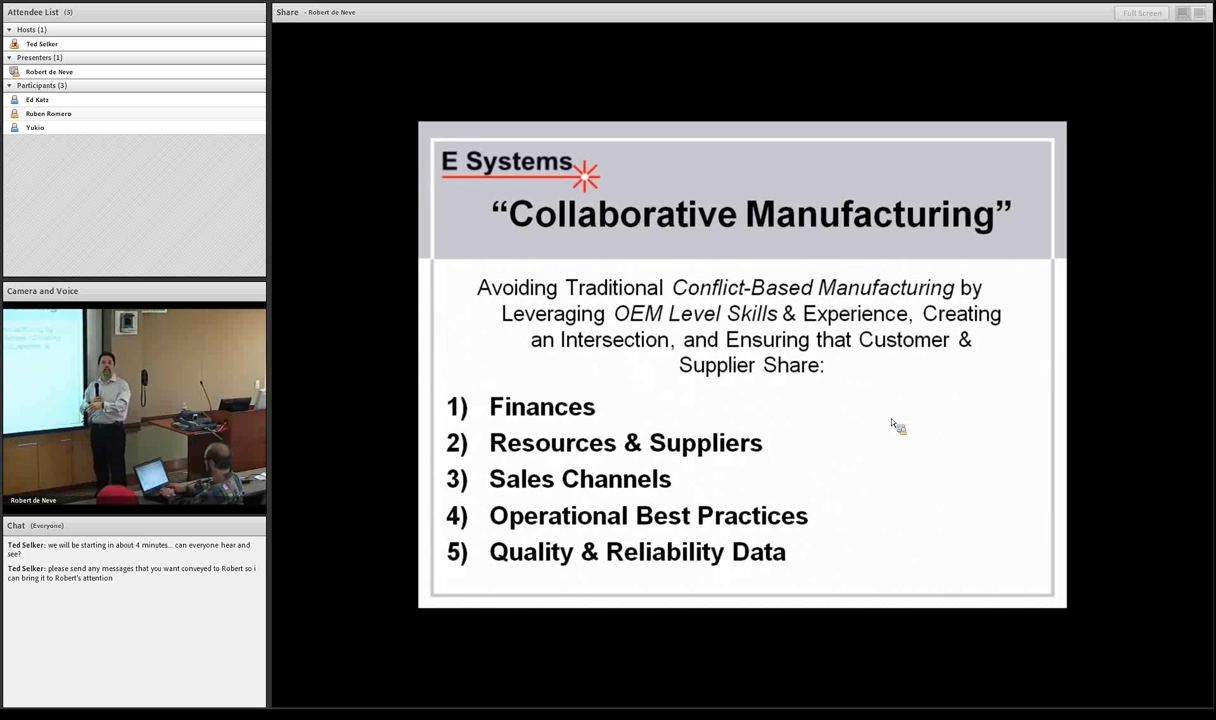 Attendee List (5)
Hosts (1)
Ted Selker
Presenters (1)
Robert de Neve
Participants (3)
Ed Katz
Ruben Romero
Yukio
Camera and Voice
Robert de Neve
Chat (Everyone)
Ted Selker: we will be starting in about 4 minutes... can everyone hear and
see?
Ted Selker: please send any messages that you want conveyed to Robert so i
can bring it to Robert's attention
Share - Robert de Neve
Full Screen
E Systems
“Collaborative Manufacturing”
Avoiding Traditional Conflict-Based Manufacturing by
Leveraging OEM Level Skills & Experience, Creating
an Intersection, and Ensuring that Customer &
Supplier Share:
1) Finances
2) Resources & Suppliers
3) Sales Channels
4) Operational Best Practices
5) Quality & Reliability Data